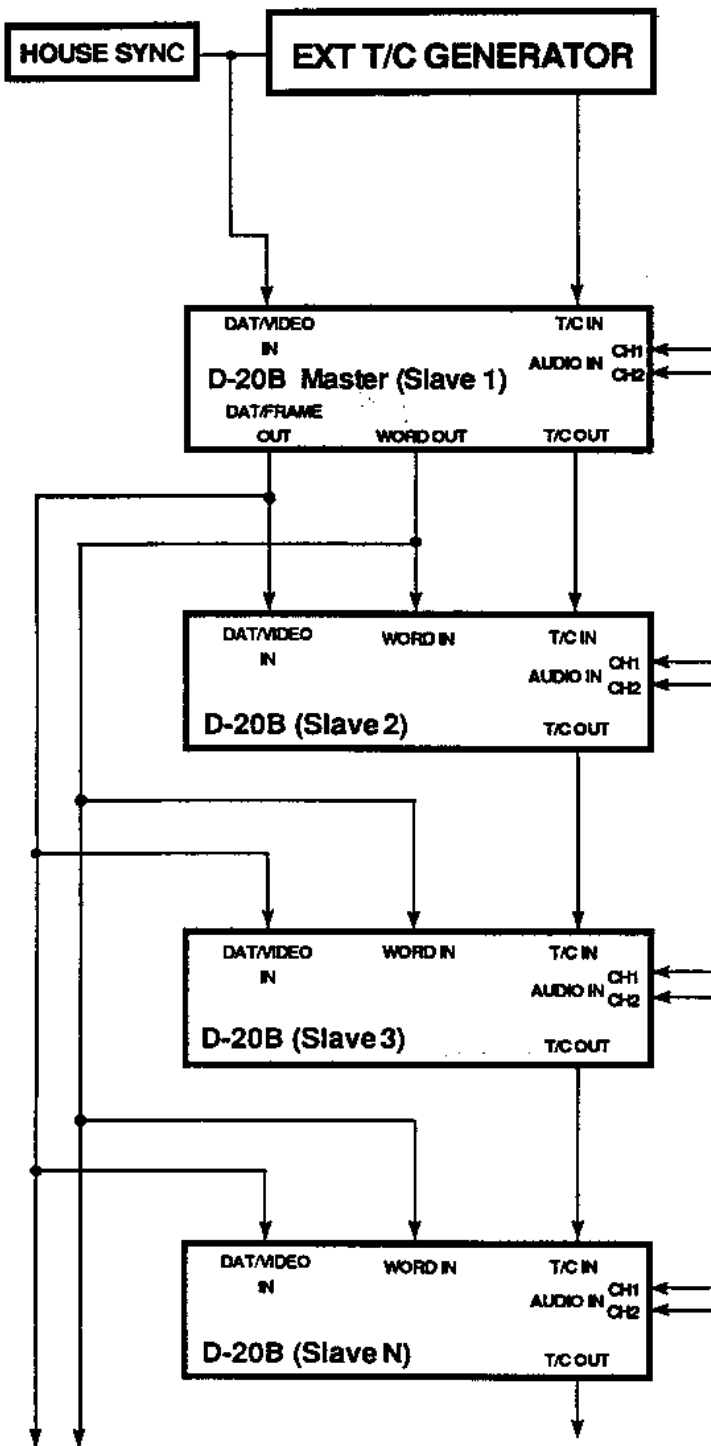 HOUSE SYNC
EXT T/C GENERATOR
DAT/VIDEO
IN
T/C IN
AUDIO IN
CH1
CH2
D-20B Master (Slave 1)
DAT/FRAME
OUT
WORD OUT
T/C OUT
DAT/VIDEO
IN
WORD IN
T/C IN
AUDIO IN
CH1
CH2
D-20B (Slave 2)
T/C OUT
DAT/VIDEO
IN
WORD IN
T/C IN
AUDIO IN
CH1
CH2
D-20B (Slave 3)
T/C OUT
DAT/VIDEO
IN
WORD IN
T/C IN
AUDIO IN
CH1
CH2
D-20B (Slave N)
T/C OUT